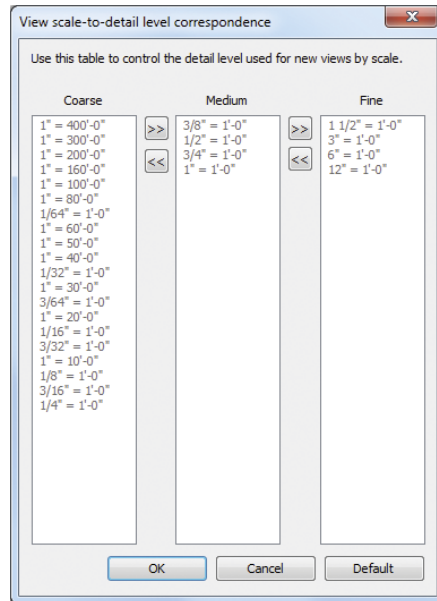 View scale-to-detail level correspondence
x
Use this table to control the detail level used for new views by scale.
Coarse
Medium
Fine
1" = 400'-0"
1" = 300'-0"
1" = 200'-0"
1" = 160'-0"
1" = 100'-0"
1" = 80'-0"
1/64" = 1'-0"
1" = 60'-0"
1" = 50'-0"
1" = 40'-0"
1/32" = 1'-0"
1" = 30'-0"
3/64" = 1'-0"
1" = 20'-0"
1/16" = 1'-0"
3/32" = 1'-0"
1" = 10'-0"
1/8" = 1'-0"
3/16" = 1'-0"
1/4" = 1'-0"
>>
<<
3/8" = 1'-0"
1/2" = 1'-0"
3/4" = 1'-0"
1" = 1'-0"
>>
<<
1 1/2" = 1'-0"
3" = 1'-0"
6" = 1'-0"
12" = 1'-0"
OK
Cancel
Default